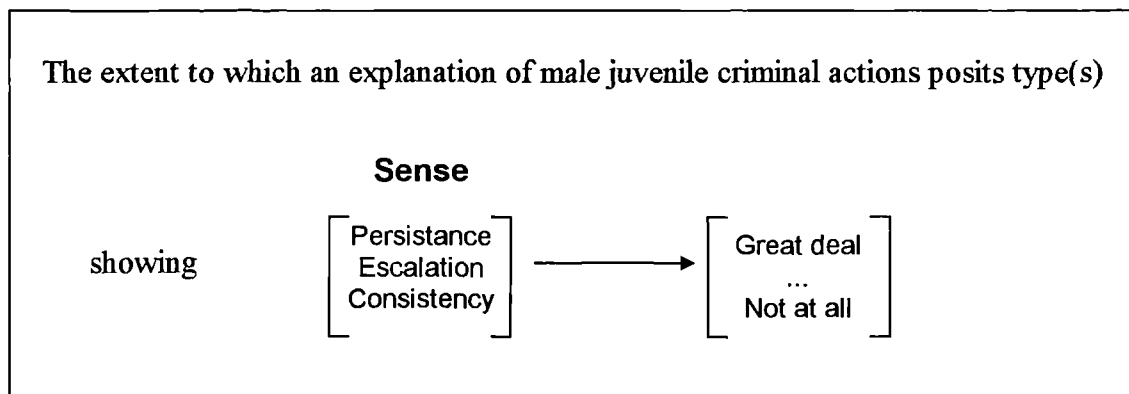 The extent to which an explanation of male juvenile criminal actions posits type(s)
Sense
showing
Persistance
Escalation
Consistency
Great deal
...
Not at all